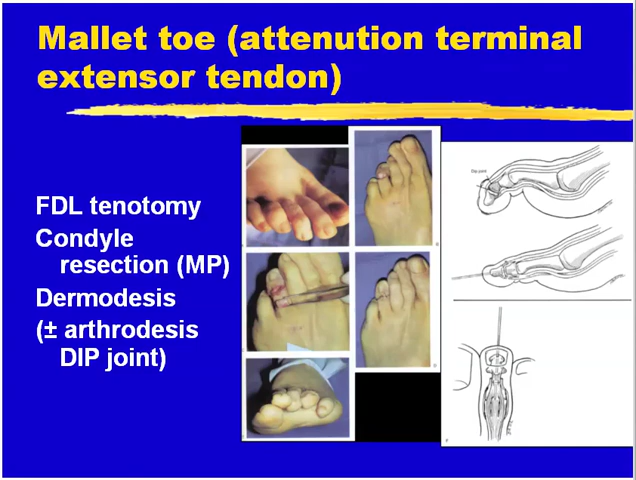 Mallet toe (attenution terminal
extensor tendon)
FDL tenotomy
Condyle
resection (MP)
Dermodesis
(± arthrodesis
DIP joint)